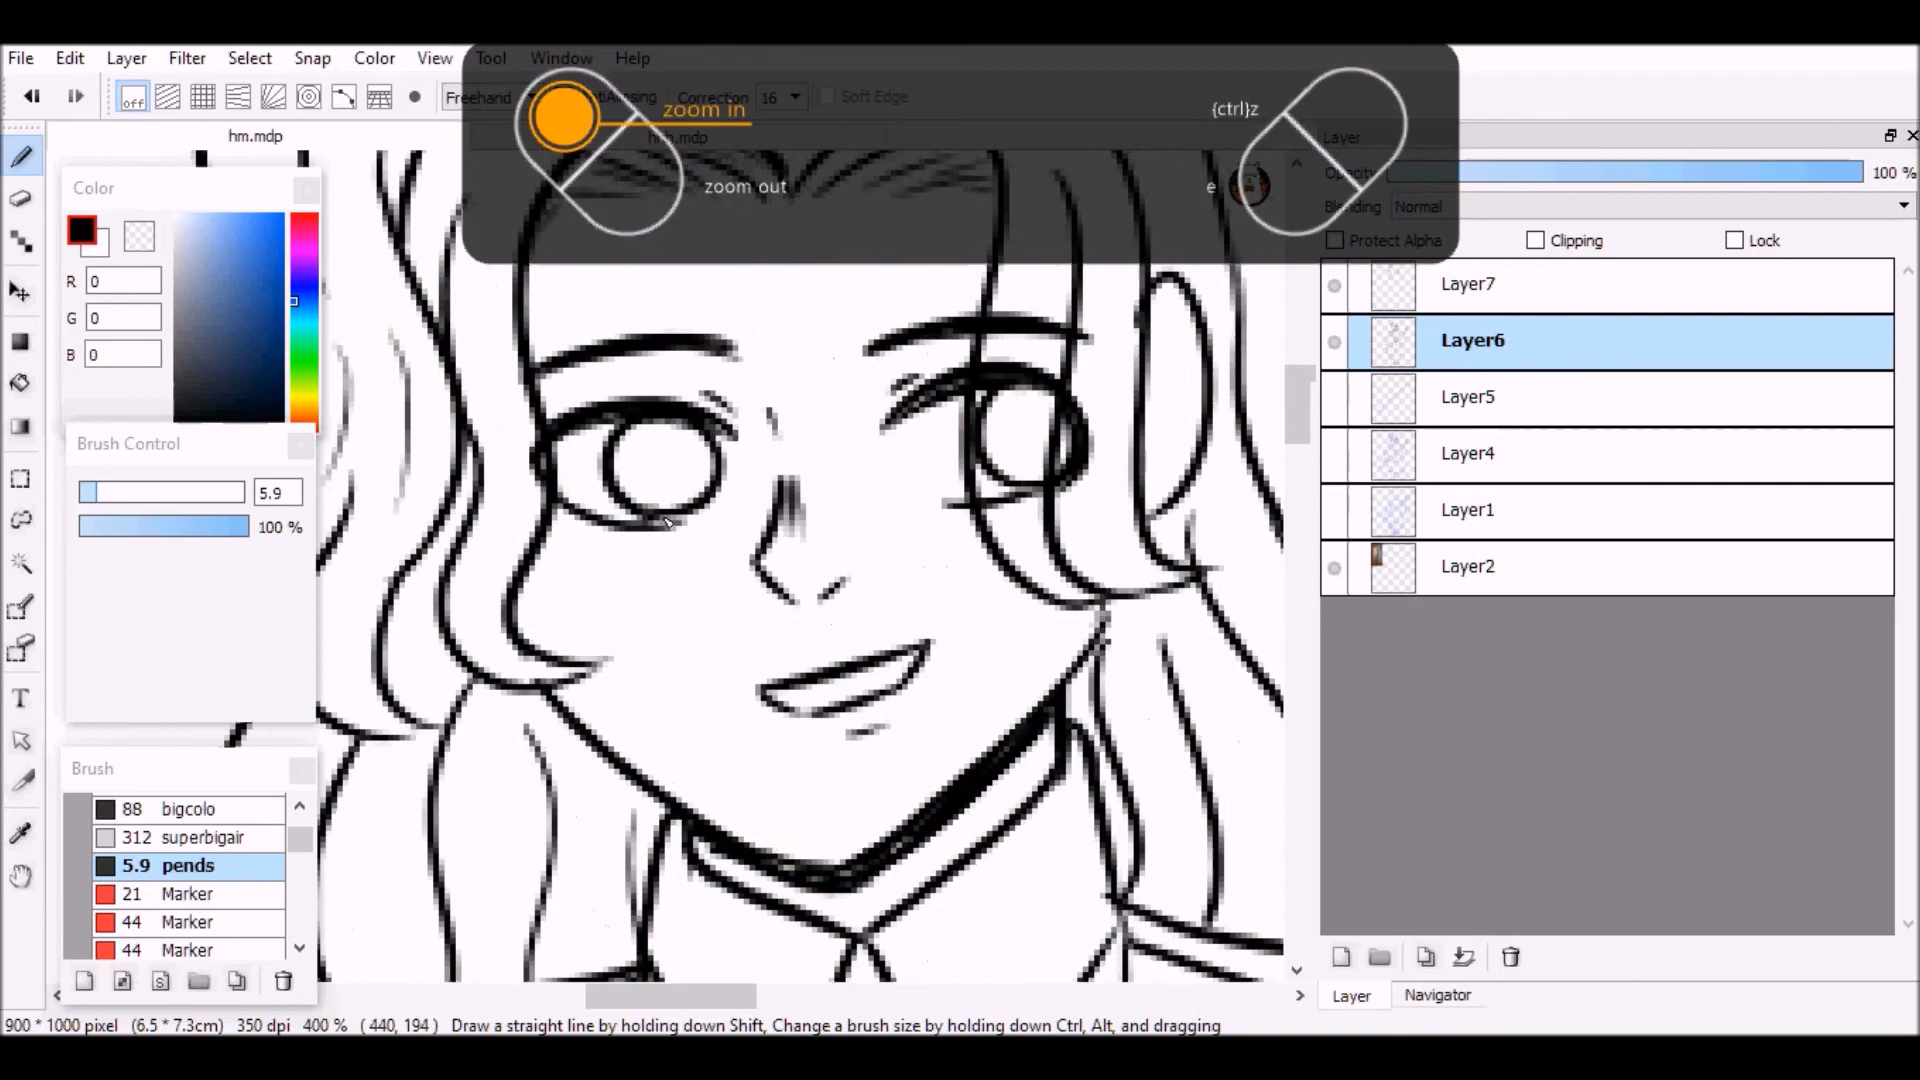 File Edit Layer Filter Select Snap Color View Tool Window Help
off Freehand AntiAliasing Correction 16 Soft Edge
zoom in
{ctrl}z
zoom out
e
hm.mdp
Color
R 0
G 0
B 0
Brush Control
5.9
100 %
Brush
88 bigcolo
312 superbigair
5.9 pends
21 Marker
44 Marker
44 Marker
S
Layer
Opacity 100 %
Blending Normal
Protect Alpha Clipping Lock
Layer7
Layer6
Layer5
Layer4
Layer1
Layer2
Layer Navigator
T
900 * 1000 pixel (6.5 * 7.3cm) 350 dpi 400 % ( 440, 194 ) Draw a straight line by holding down Shift, Change a brush size by holding down Ctrl, Alt, and dragging